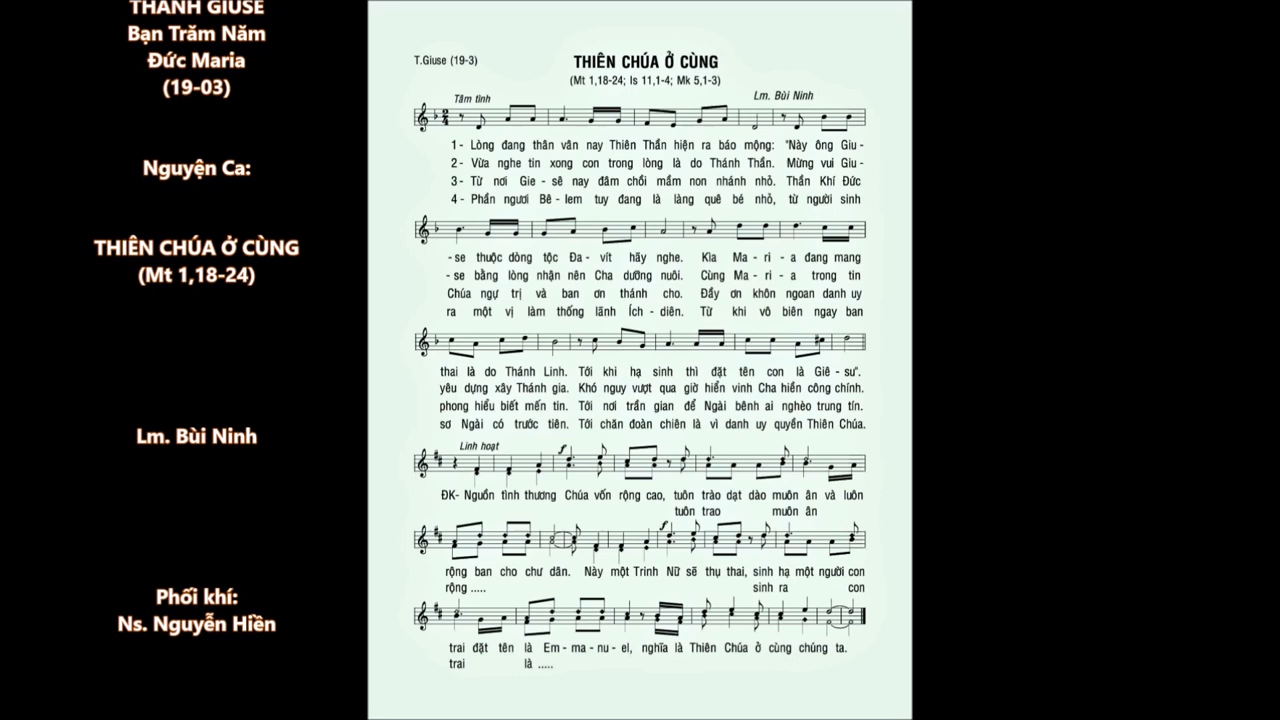 THÁNH GIUSE
Bạn Trăm Năm
Đức Maria
(19-03)
Nguyện Ca:
THIÊN CHÚA Ở CÙNG
(Mt 1,18-24)
Lm. Bùi Ninh
Phối khí:
Ns. Nguyễn Hiền
T.Giuse (19-3)
THIÊN CHÚA Ở CÙNG
(Mt 1,18-24; Is 11,1-4; Mk 5,1-3)
Lm. Bùi Ninh
Tâm tình
1- Lòng đang thân vân nay Thiên Thần hiện ra báo mộng: "Này ông Giu-
2- Vừa nghe tin xong con trong lòng là do Thánh Thần. Mừng vui Giu-
3- Từ nơi Gie - sê nay đâm chồi mầm non nhánh nhỏ. Thần Khí Đức
4- Phần ngươi Bê - lem tuy đang là làng quê bé nhỏ, từ người sinh
-se thuộc dòng tộc Đa - vít hãy nghe. Kìa Ma - ri - a đang mang
-se bằng lòng nhận nên Cha dưỡng nuôi. Cùng Ma - ri - a trong tin
Chúa ngự trị và ban ơn thánh cho. Đầy ơn khôn ngoan danh uy
ra một vị làm thống lãnh Ích - diên. Từ khi vô biên ngay ban
thai là do Thánh Linh. Tới khi hạ sinh thì đặt tên con là Giê - su".
yêu dựng xây Thánh gia. Khó nguy vượt qua giờ hiển vinh Cha hiền công chính.
phong hiểu biết mến tin. Tới nơi trần gian để Ngài bênh ai nghèo trung tín.
sơ Ngài có trước tiên. Tới chăn đoàn chiên là vì danh uy quyền Thiên Chúa.
Linh hoạt
f
ĐK- Nguồn tình thương Chúa vốn rộng cao, tuôn trào dạt dào muôn ân và luôn
tuôn trao muôn ân
f
rộng ban cho chư dân. Này một Trinh Nữ sẽ thụ thai, sinh hạ một người con
rộng ..... sinh ra con
trai đặt tên là Em - ma - nu - el, nghĩa là Thiên Chúa ở cùng chúng ta.
trai là .....